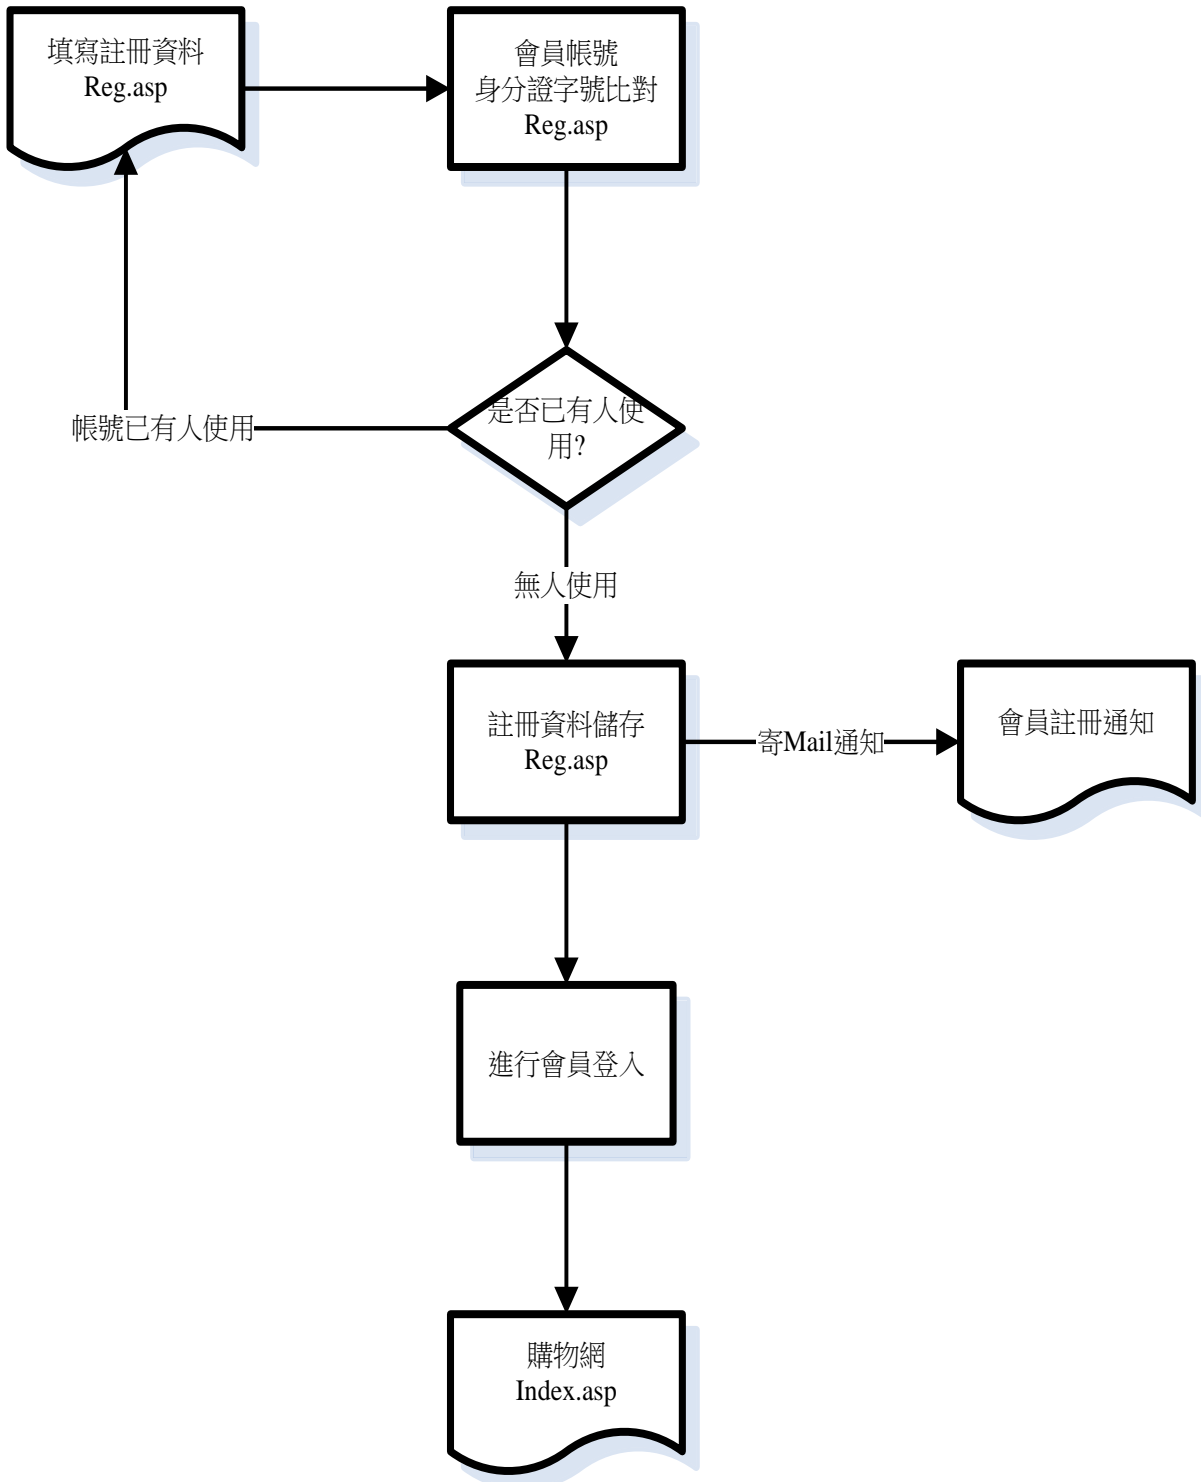 填寫註冊資料
Reg.asp
會員帳號
身分證字號比對
Reg.asp
是否已有人使
用?
帳號已有人使用
無人使用
註冊資料儲存
Reg.asp
寄Mail通知
會員註冊通知
進行會員登入
購物網
Index.asp